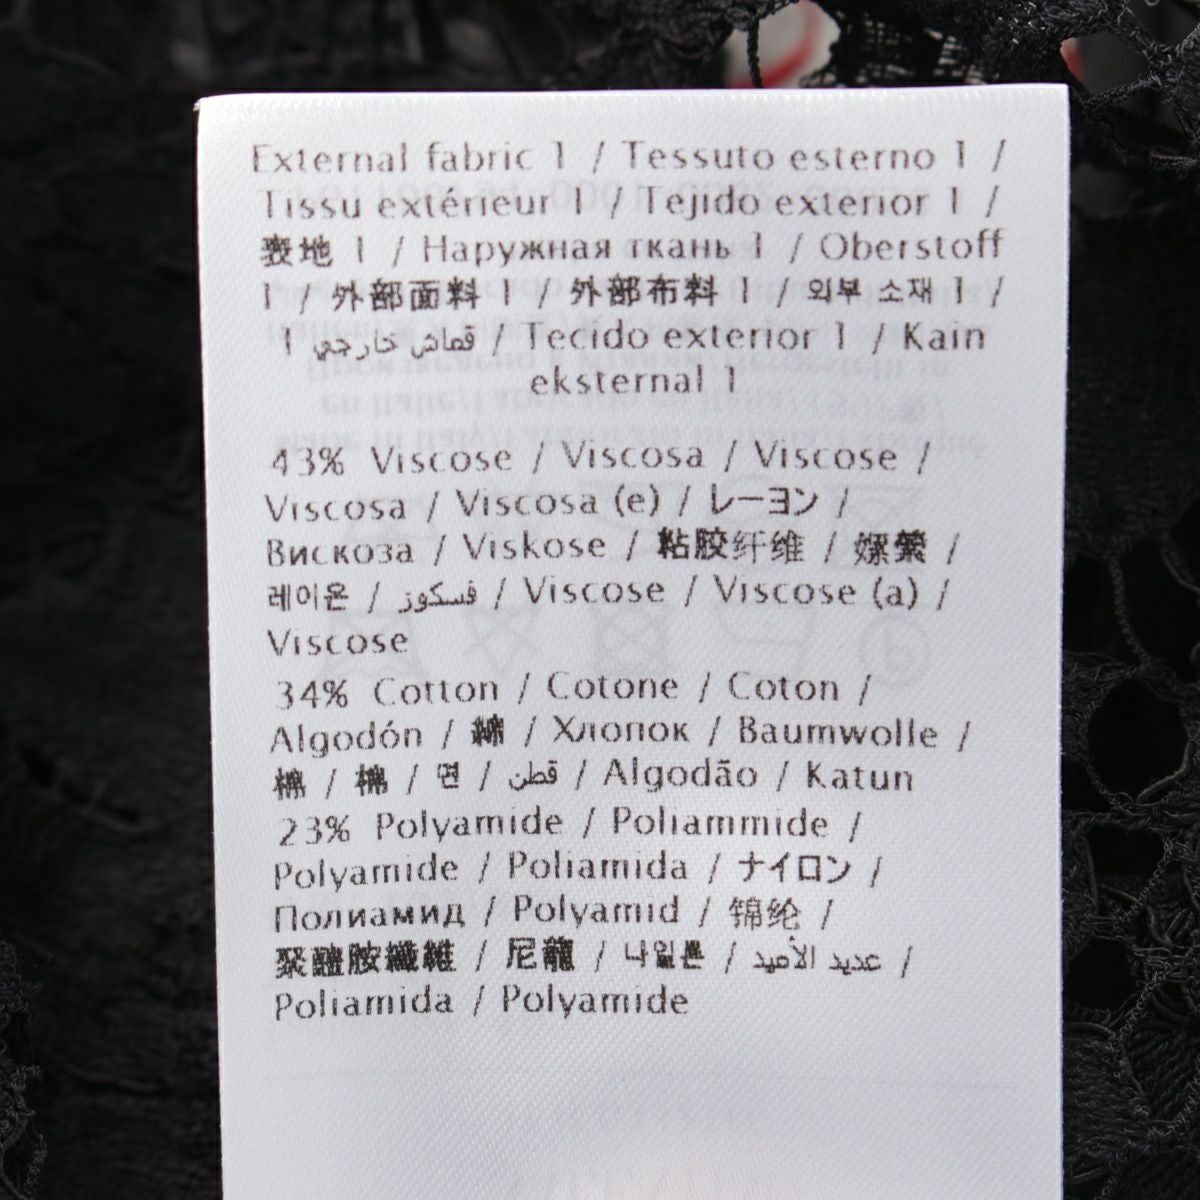 External fabric 1 / Tessuto esterno 1 /
Tissu extérieur 1 / Tejido exterior 1 /
表地 1 / Наружная ткань 1 / Oberstoff
1 / 外部面料 1 / 外部布料 1 / 외부 소재 1 /
قماش خارجي 1 / Tecido exterior 1 / Kain
eksternal 1
43% Viscose / Viscosa / Viscose /
Viscosa / Viscosa (e) / レーヨン /
Вискоза / Viskose / 粘胶纤维 / 嫘縈 /
레이온 / فسكوز / Viscose / Viscose (a) /
Viscose
34% Cotton / Cotone / Coton /
Algodón / 綿 / Хлопок / Baumwolle /
棉 / 棉 / 면 / قطن / Algodão / Katun
23% Polyamide / Poliammide /
Polyamide / Poliamida / ナイロン /
Полиамид / Polyamid / 锦纶 /
聚醯胺纖維 / 尼龍 / 나일론 / عديد الأميد /
Poliamida / Polyamide